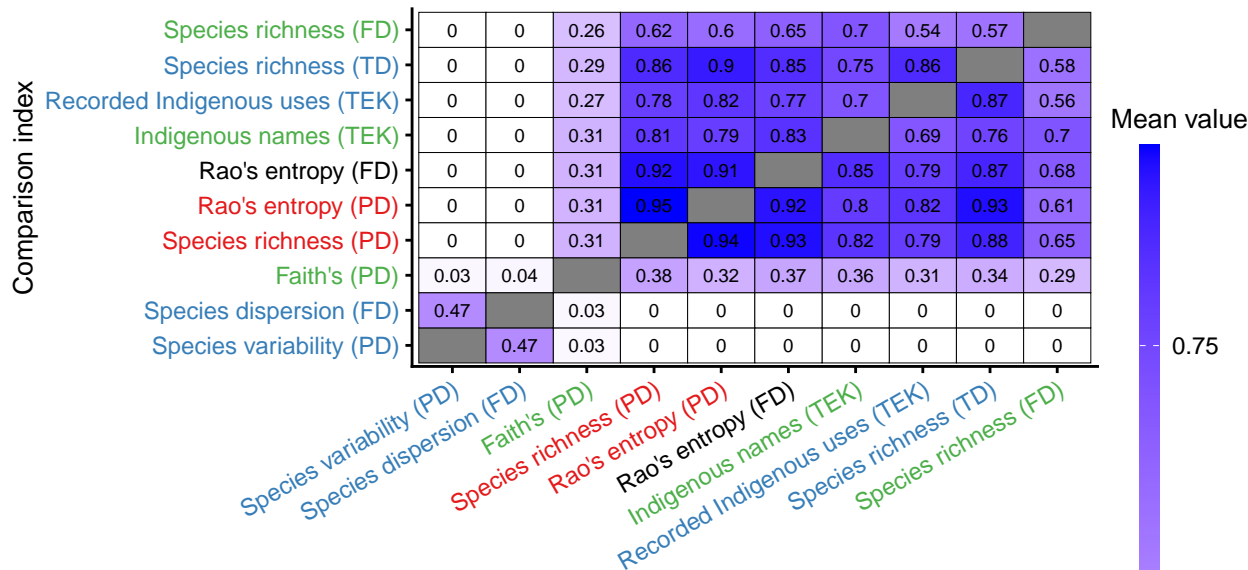 Comparison index
Species richness (FD) 0 0 0.26 0.62 0.6 0.65 0.7 0.54 0.57
Species richness (TD) 0 0 0.29 0.86 0.9 0.85 0.75 0.86 0.58
Recorded Indigenous uses (TEK) 0 0 0.27 0.78 0.82 0.77 0.7 0.87 0.56
Indigenous names (TEK) 0 0 0.31 0.81 0.79 0.83 0.69 0.76 0.7
Rao's entropy (FD) 0 0 0.31 0.92 0.91 0.85 0.79 0.87 0.68
Rao's entropy (PD) 0 0 0.31 0.95 0.92 0.8 0.82 0.93 0.61
Species richness (PD) 0 0 0.31 0.94 0.93 0.82 0.79 0.88 0.65
Faith's (PD) 0.03 0.04 0.38 0.32 0.37 0.36 0.31 0.34 0.29
Species dispersion (FD) 0.47 0.03 0 0 0 0 0 0 0
Species variability (PD) 0.47 0.03 0 0 0 0 0 0 0
Species variability (PD)
Species dispersion (FD)
Faith's (PD)
Species richness (PD)
Rao's entropy (PD)
Rao's entropy (FD)
Indigenous names (TEK)
Recorded Indigenous uses (TEK)
Species richness (TD)
Species richness (FD)
Mean value
0.75